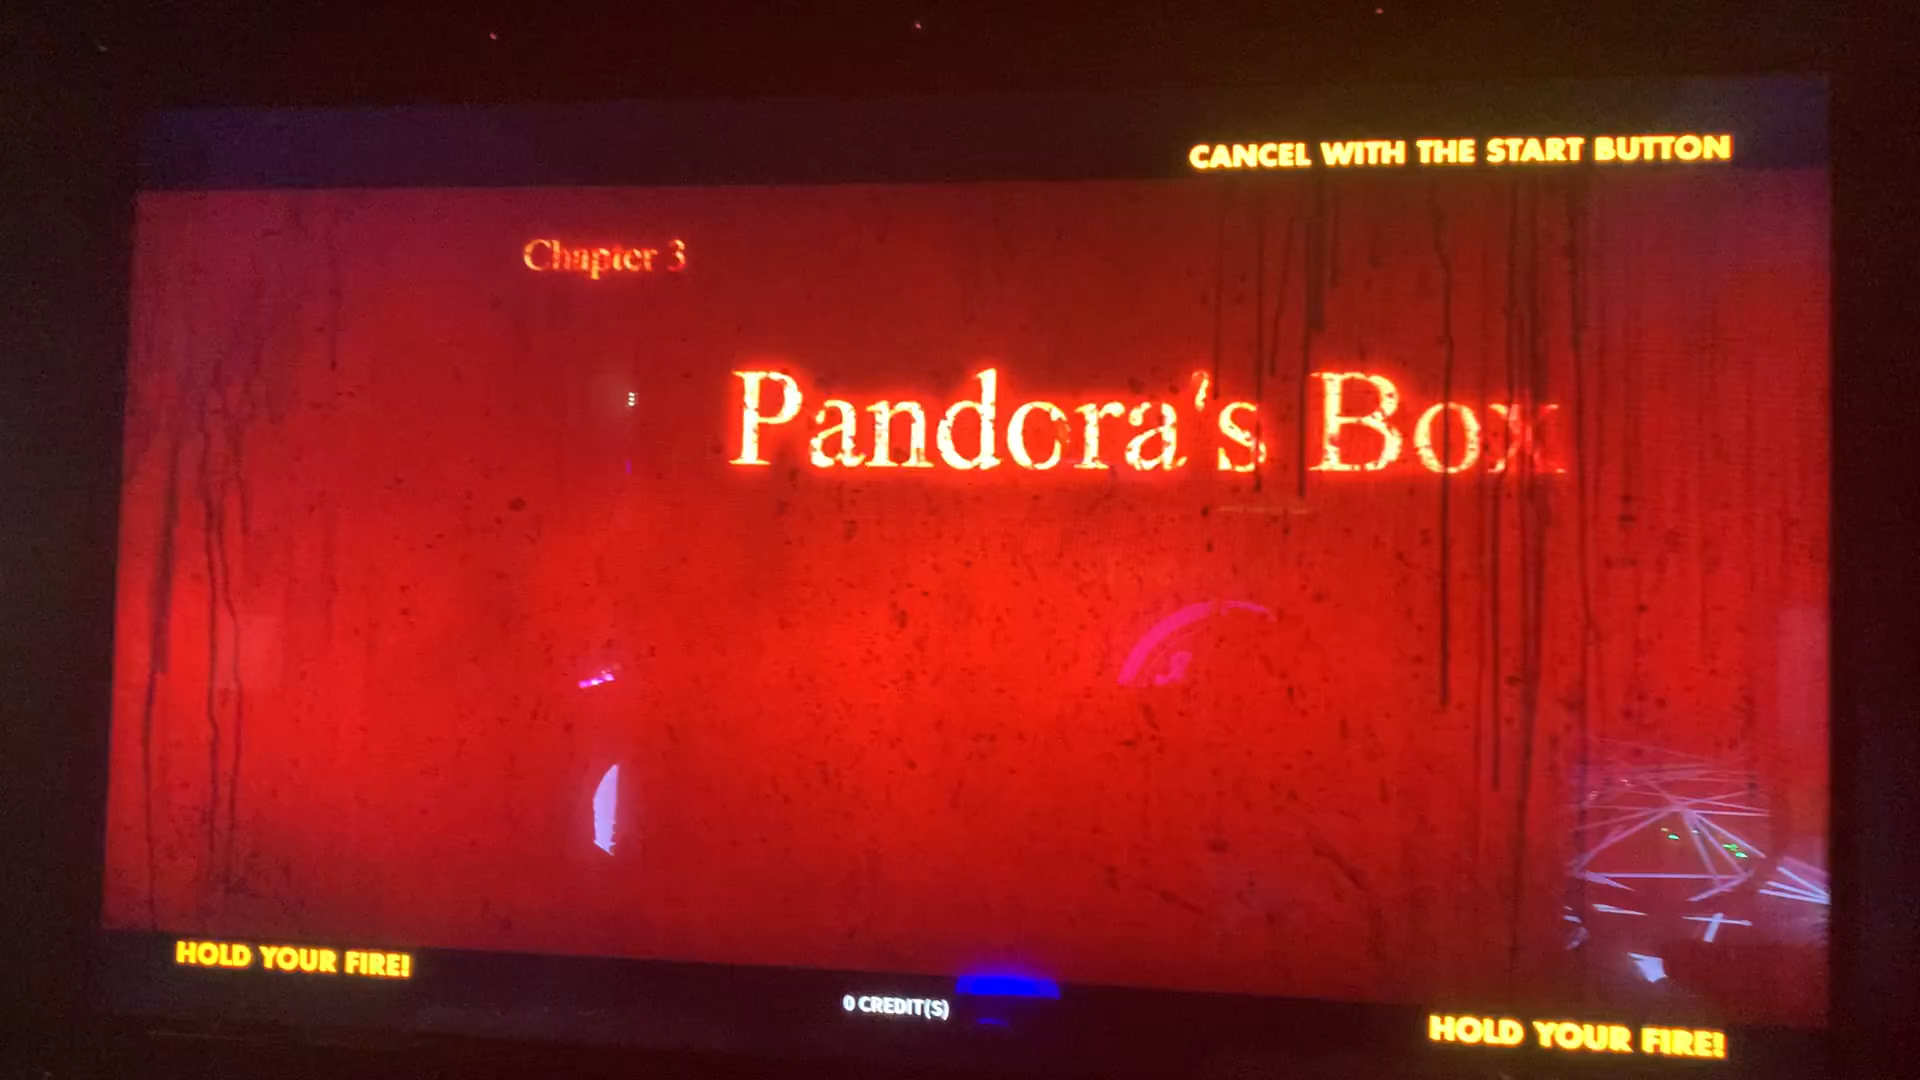 CANCEL WITH THE START BUTTON
Chapter 3
Pandora's Box
HOLD YOUR FIRE!
0 CREDIT(S)
HOLD YOUR FIRE!